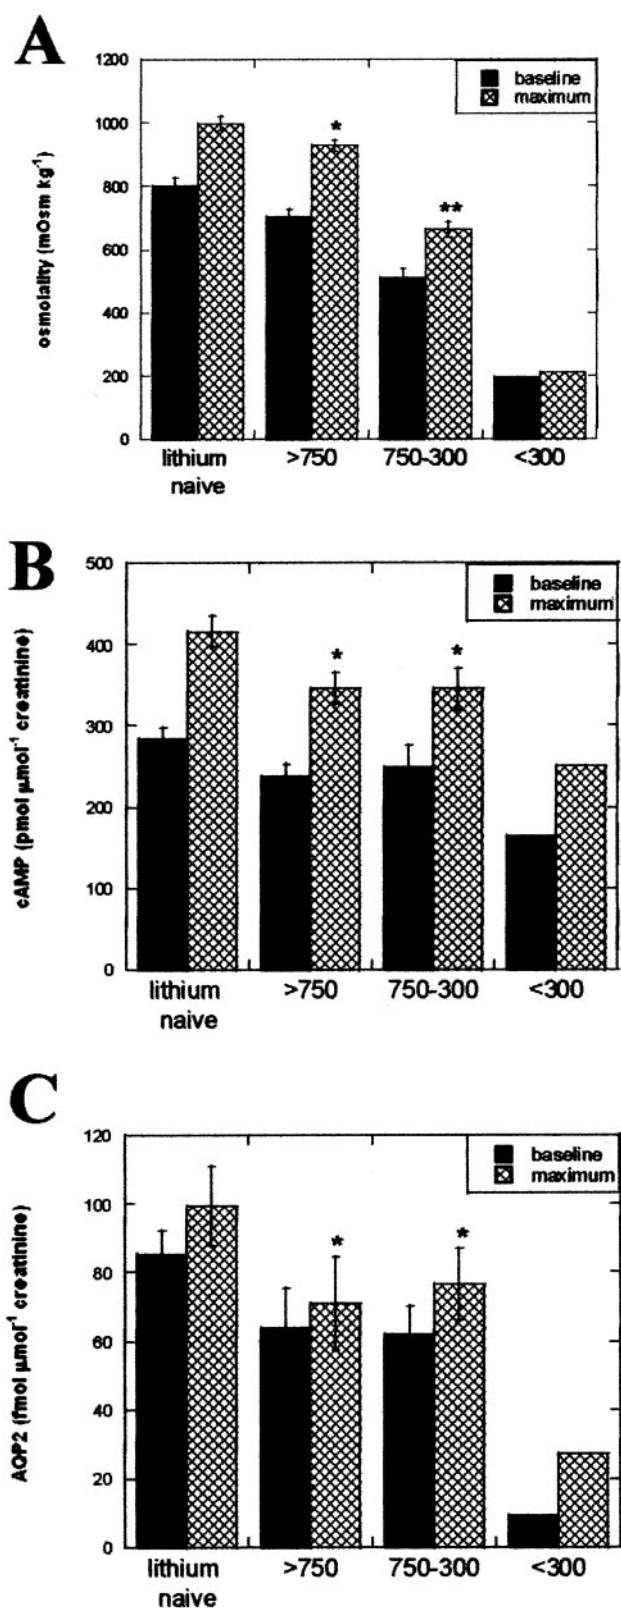 A
1200
1000
800
600
400
200
0
osmolality (mOsm kg⁻¹)
baseline
maximum
*
**
lithium
naive
>750
750-300
<300
B
500
400
300
200
100
0
cAMP (pmol μmol⁻¹ creatinine)
baseline
maximum
*
*
lithium
naive
>750
750-300
<300
C
120
100
80
60
40
20
0
AQP2 (fmol μmol⁻¹ creatinine)
baseline
maximum
*
*
lithium
naive
>750
750-300
<300